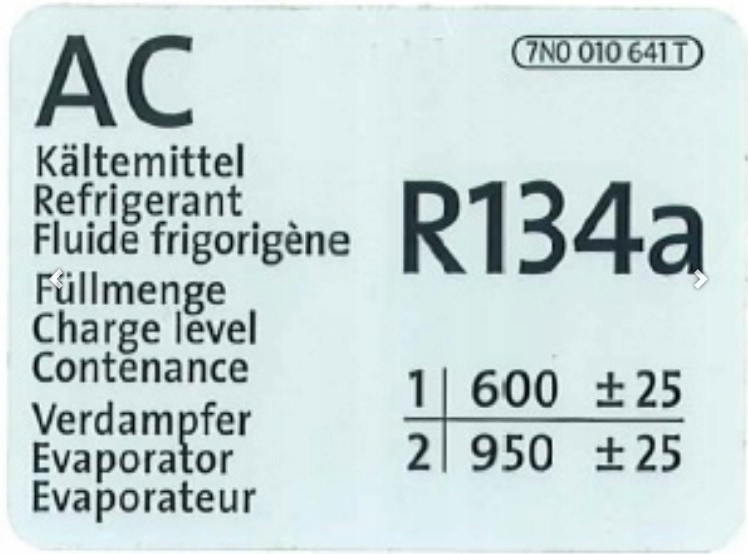 AC
7N0 010 641 T
Kältemittel
Refrigerant
Fluide frigorigène
R134a
Füllmenge
Charge level
Contenance
Verdampfer
Evaporator
Evaporateur
1 | 600 ±25
2 | 950 ±25